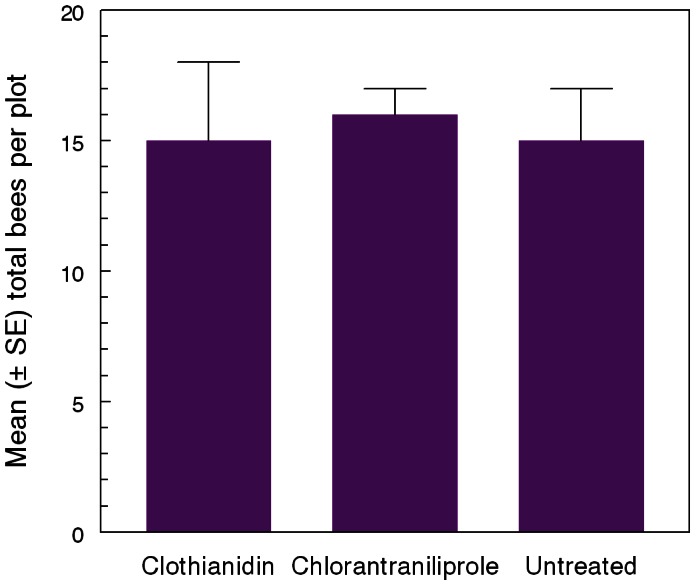 Mean (± SE) total bees per plot
20
15
10
5
0
Clothianidin Chlorantraniliprole Untreated